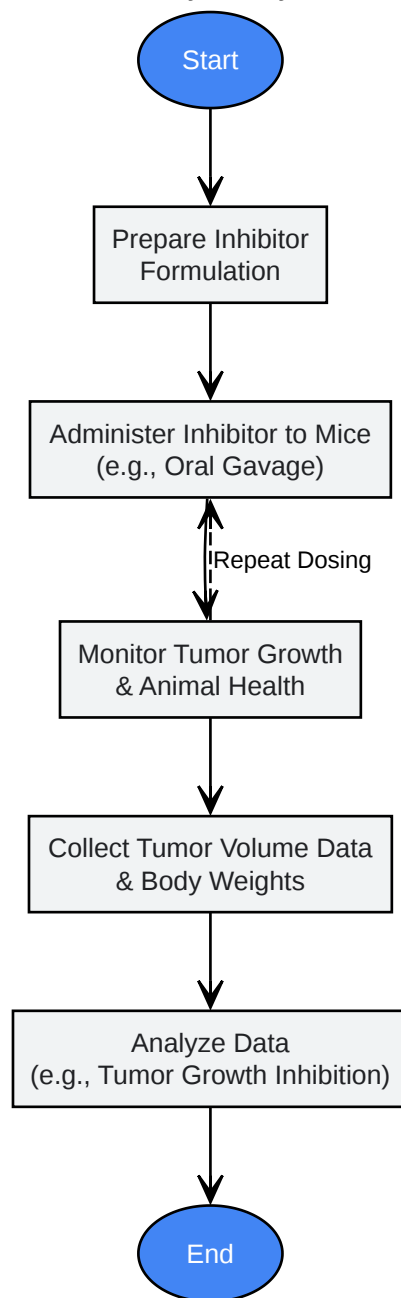 Start
Prepare Inhibitor
Formulation
Administer Inhibitor to Mice
(e.g., Oral Gavage)
Repeat Dosing
Monitor Tumor Growth
& Animal Health
Collect Tumor Volume Data
& Body Weights
Analyze Data
(e.g., Tumor Growth Inhibition)
End